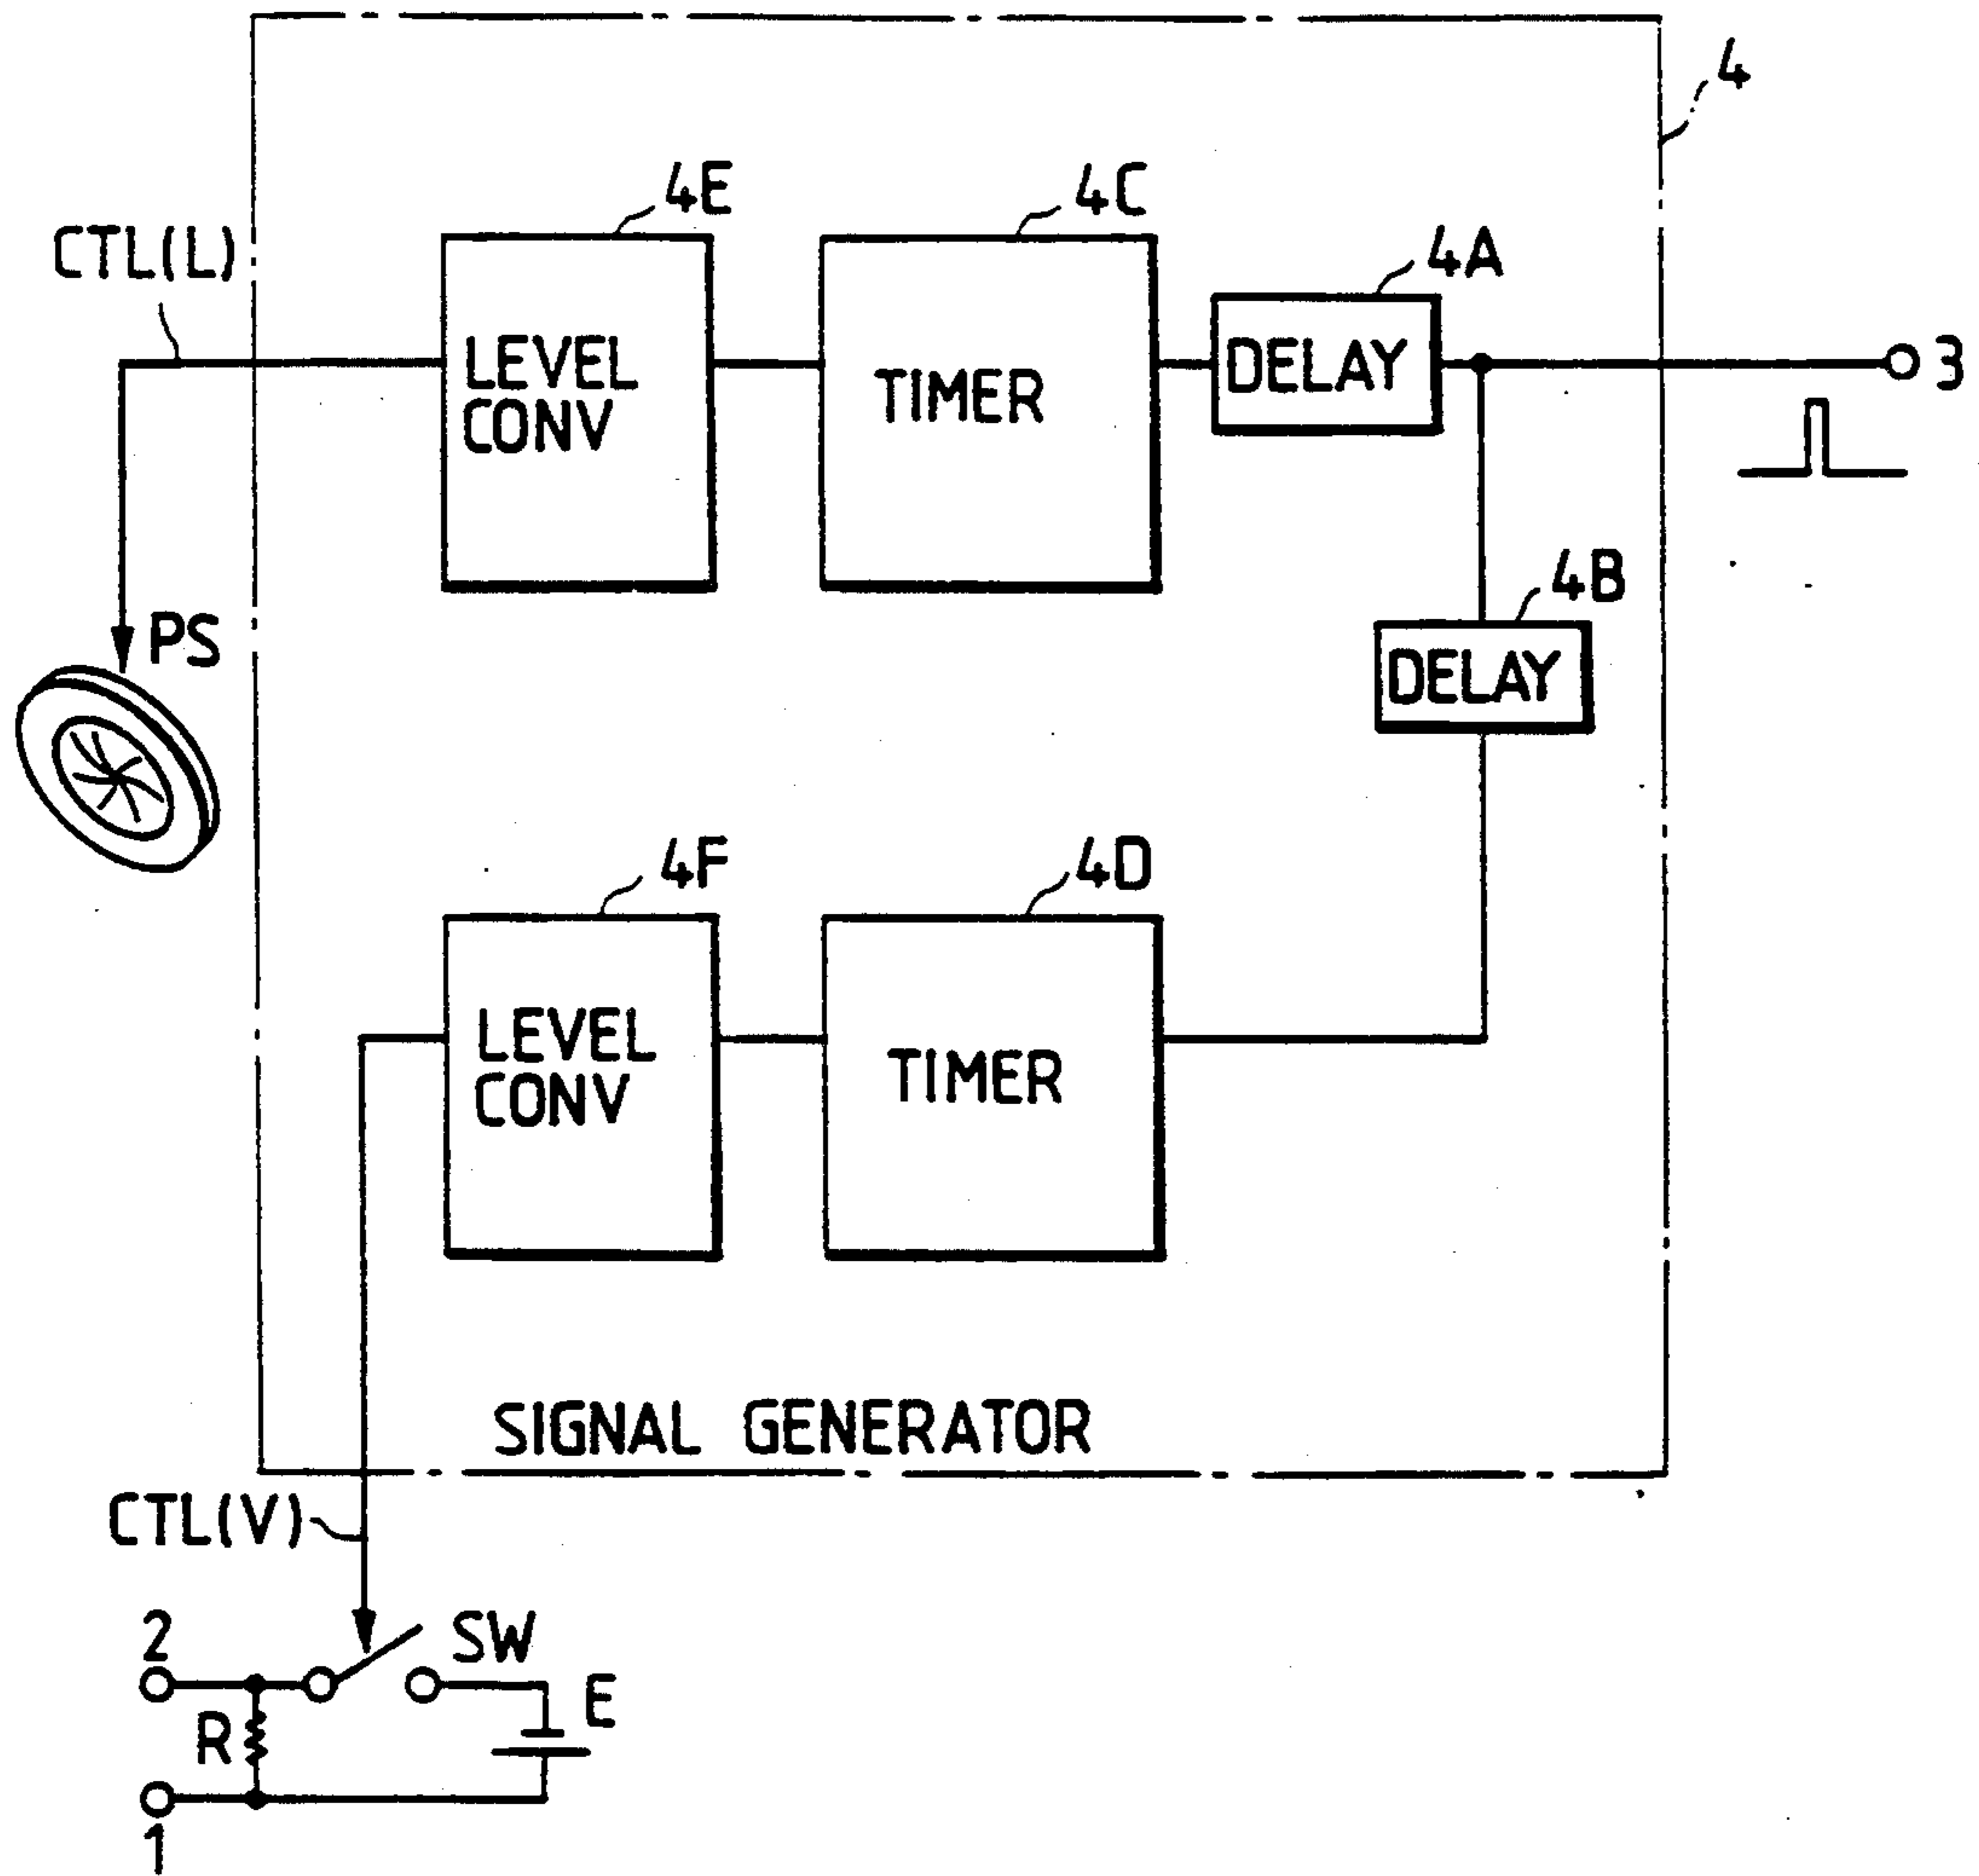 4
4E
4C
CTL(L)
4A
LEVEL
CONV
TIMER
DELAY
3
4B
PS
DELAY
4F
4D
LEVEL
CONV
TIMER
SIGNAL GENERATOR
CTL(V)
2
SW
E
R
1